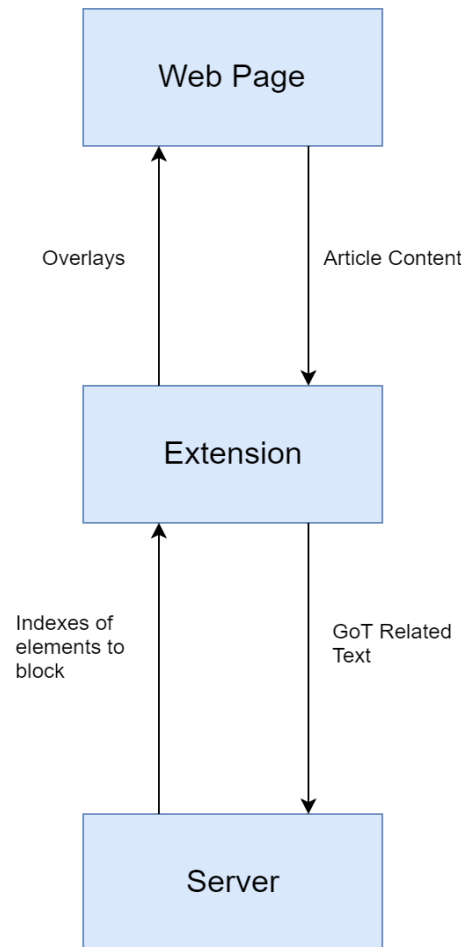 Web Page
Overlays
Article Content
Extension
Indexes of
elements to
block
GoT Related
Text
Server